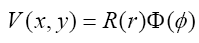 V(x, y) = R(r)Φ(ϕ)